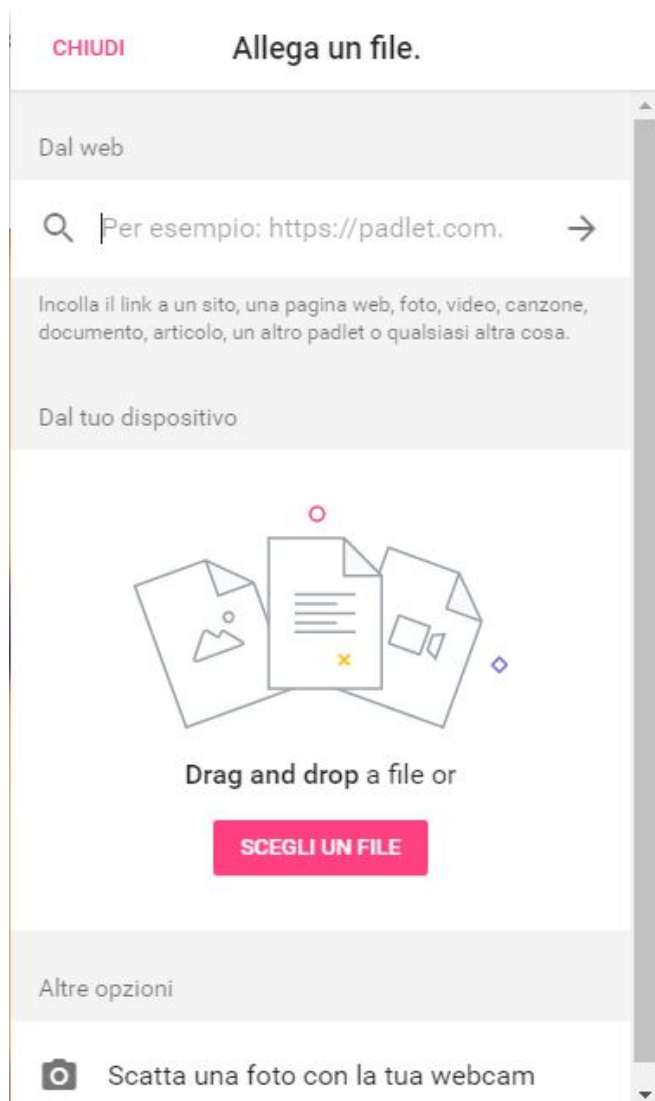 CHIUDI Allega un file.
Dal web
Per esempio: https://padlet.com.
Incolla il link a un sito, una pagina web, foto, video, canzone,
documento, articolo, un altro padlet o qualsiasi altra cosa.
Dal tuo dispositivo
Drag and drop a file or
SCEGLI UN FILE
Altre opzioni
Scatta una foto con la tua webcam